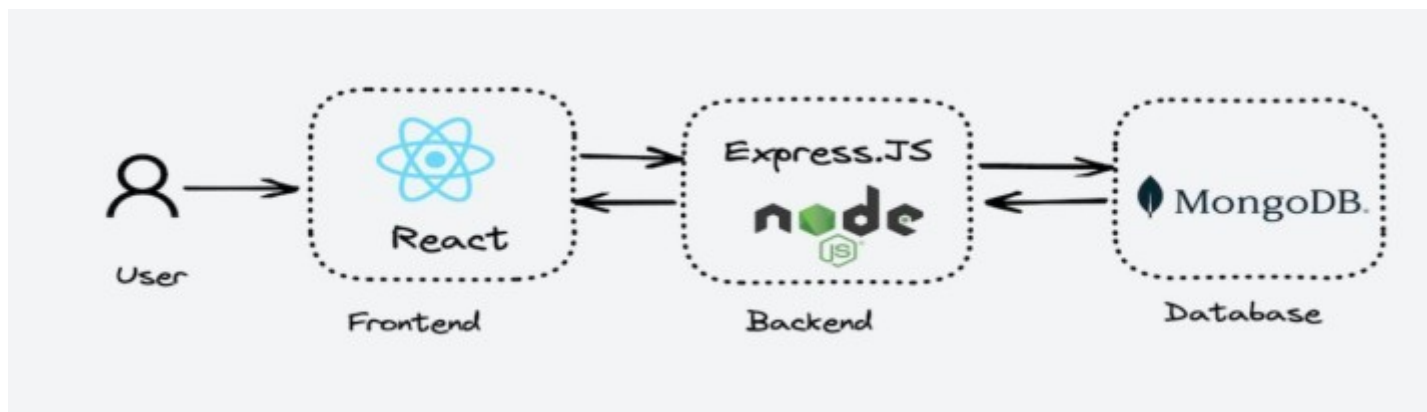 User
React
Frontend
Express.JS
node
JS
Backend
MongoDB.
Database